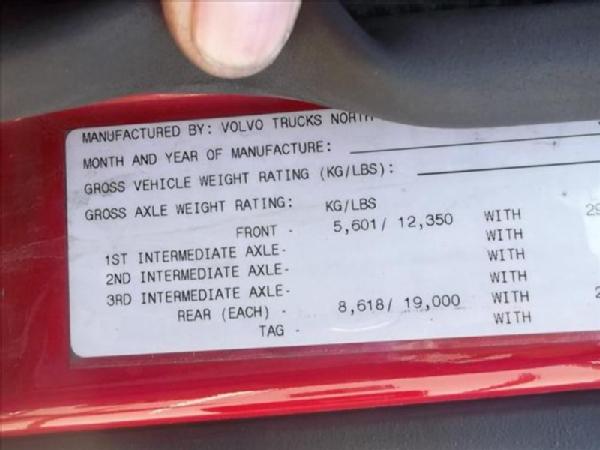 MANUFACTURED BY: VOLVO TRUCKS NORTH
MONTH AND YEAR OF MANUFACTURE:
GROSS VEHICLE WEIGHT RATING (KG/LBS):
GROSS AXLE WEIGHT RATING: KG/LBS
FRONT - 5,601/ 12,350 WITH 29
1ST INTERMEDIATE AXLE- WITH
2ND INTERMEDIATE AXLE- WITH
3RD INTERMEDIATE AXLE- WITH
REAR (EACH) - 8,618/ 19,000 WITH 2
TAG - WITH